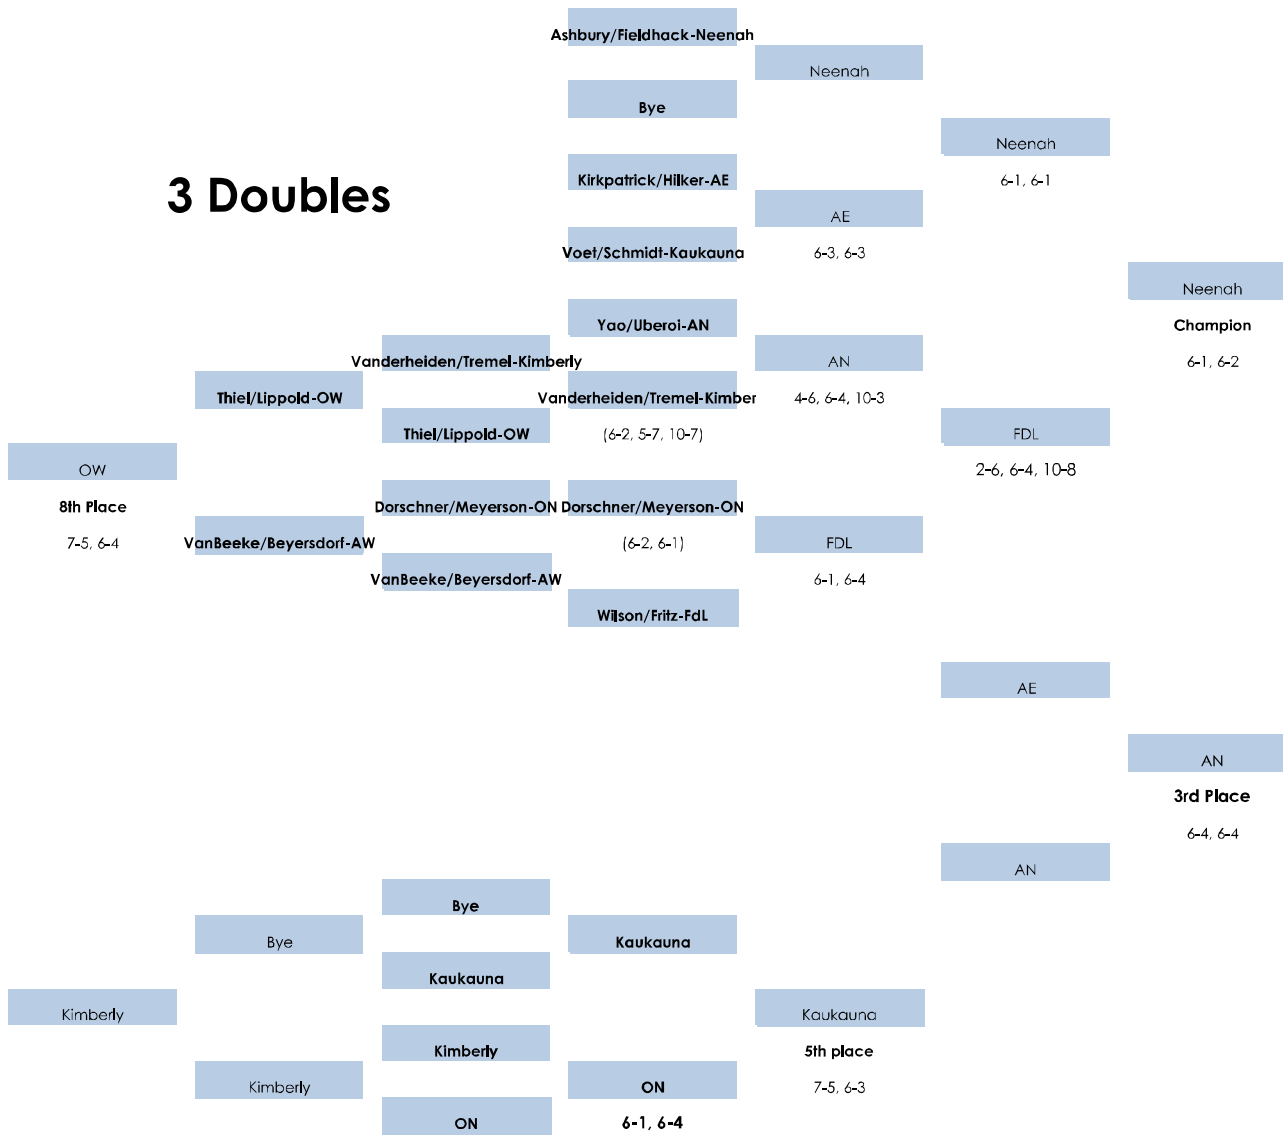 Ashbury/Fieldhack-Neenah
Neenah
Bye
Neenah
Kirkpatrick/Hilker-AE
6-1, 6-1
3 Doubles
AE
Voet/Schmidt-Kaukauna
6-3, 6-3
Neenah
Yao/Uberoi-AN
Champion
Vanderheiden/Tremel-Kimberly
AN
6-1, 6-2
Thiel/Lippold-OW
Vanderheiden/Tremel-Kimber
4-6, 6-4, 10-3
Thiel/Lippold-OW
(6-2, 5-7, 10-7)
FDL
OW
2-6, 6-4, 10-8
8th Place
Dorschner/Meyerson-ON
Dorschner/Meyerson-ON
7-5, 6-4
VanBeeke/Beyersdorf-AW
(6-2, 6-1)
FDL
VanBeeke/Beyersdorf-AW
6-1, 6-4
Wilson/Fritz-FdL
AE
AN
3rd Place
6-4, 6-4
AN
Bye
Bye
Kaukauna
Kaukauna
Kimberly
Kaukauna
Kimberly
5th place
Kimberly
ON
7-5, 6-3
ON
6-1, 6-4